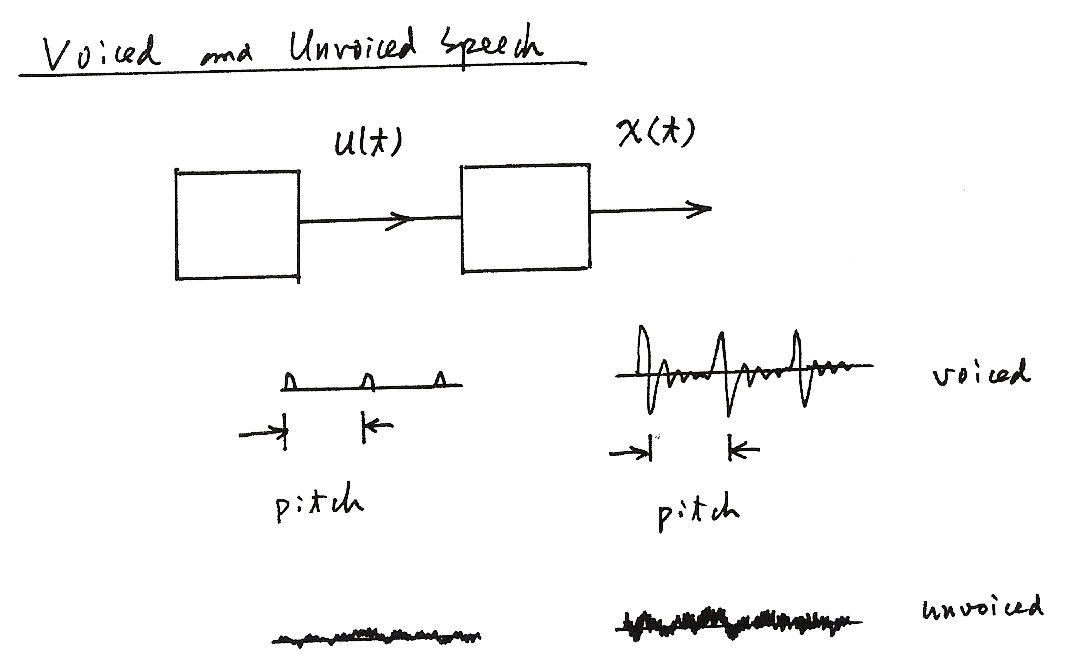 Voiced and Unvoiced Speech
u(t)
x(t)
voiced
pitch
pitch
unvoiced